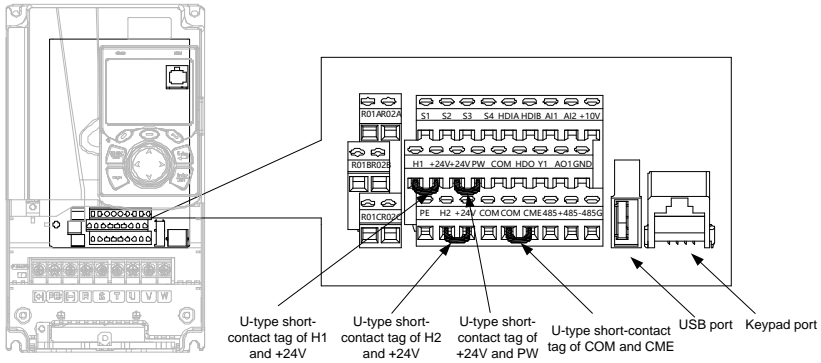 R01A R02A
S1 S2 S3 S4 HDIA HDIB AI1 AI2 +10V
R01B R02B
H1 +24V +24V PW COM HDO Y1 AO1 GND
R01C R02C
PE H2 +24V COM COM CME 485+ 485- 485G
(+) PB (-) R S T U V W
U-type short-
contact tag of H1
and +24V
U-type short-
contact tag of H2
and +24V
U-type short-
contact tag of
+24V and PW
U-type short-contact
tag of COM and CME
USB port
Keypad port